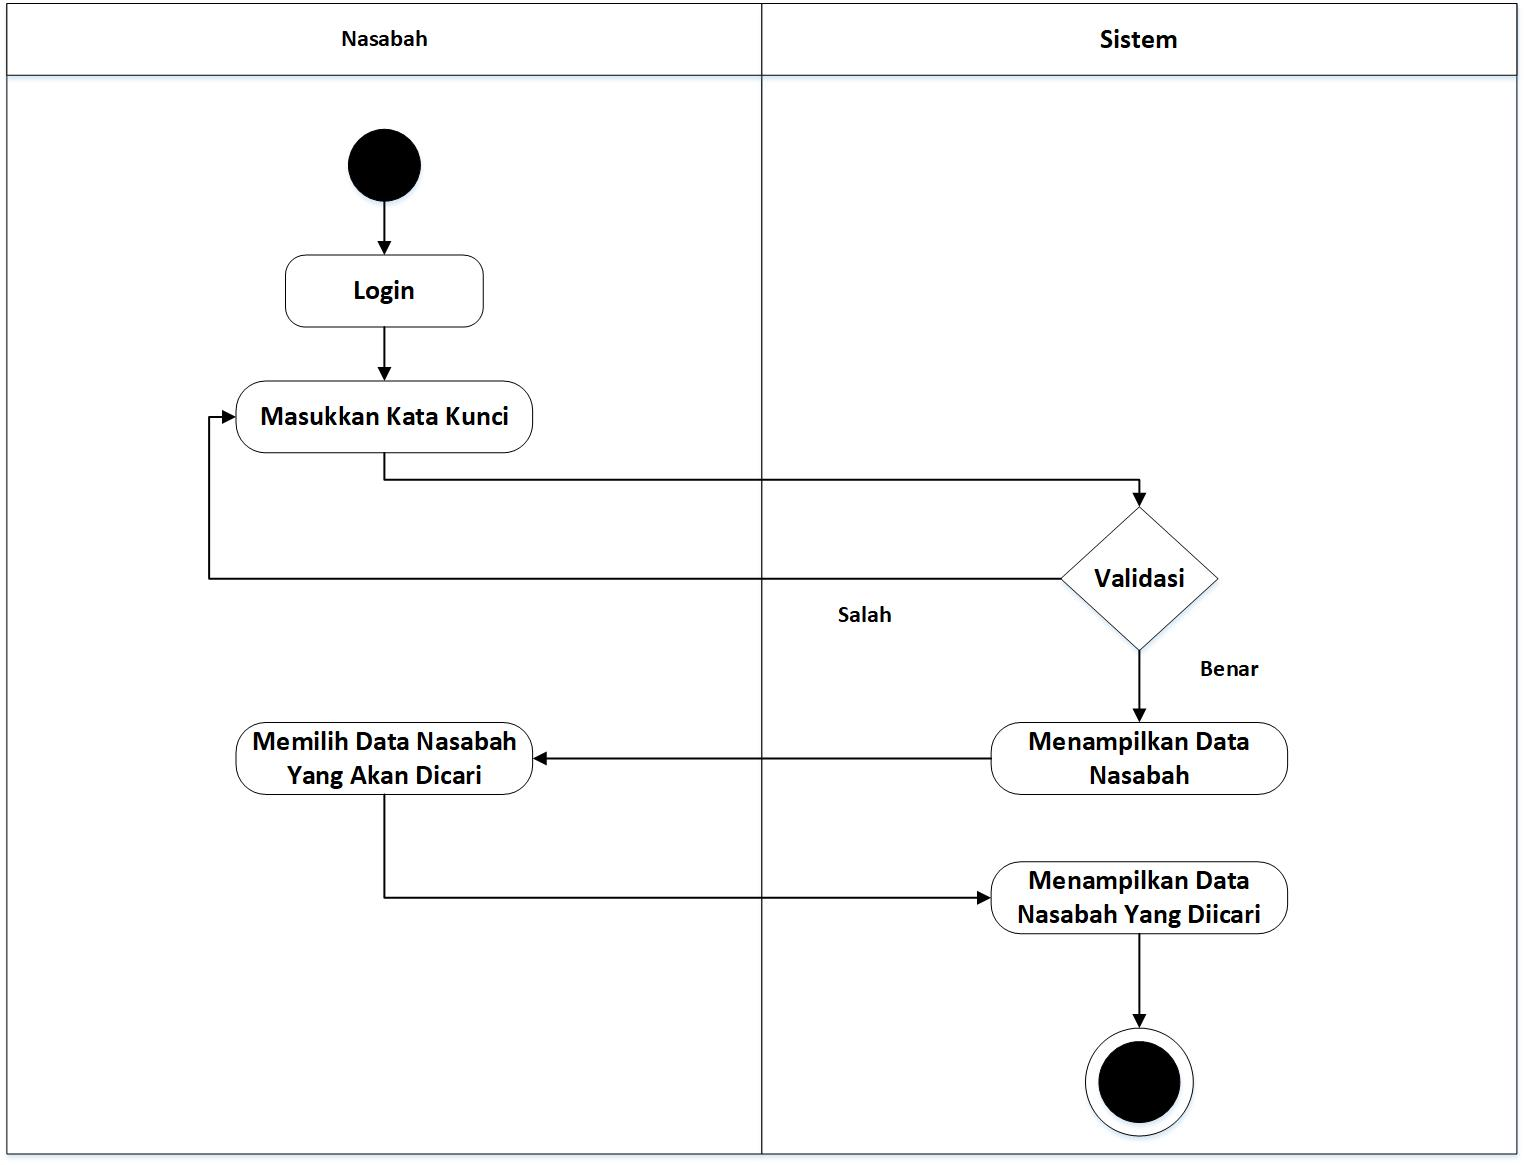 Nasabah
Sistem
Login
Masukkan Kata Kunci
Validasi
Salah
Benar
Memilih Data Nasabah
Yang Akan Dicari
Menampilkan Data
Nasabah
Menampilkan Data
Nasabah Yang Diicari